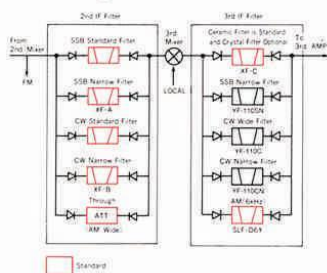 2nd IF Filter
3rd IF Filter
From
2nd Mixer
SSB Standard Filter
3rd
Mixer
Ceramic Filter is Standard
and Crystal Filter Optional
To
3rd AMP
FM
LOCAL
XF-C
SSB Narrow Filter
XF-A
SSB Narrow Filter
YF-110SN
CW Standard Filter
CW Wide Filter
YF-110C
CW Narrow Filter
XF-B
CW Narrow Filter
YF-110CN
Through
ATT
(AM Wide)
AM(6kHz)
SLF-D6Y
Standard